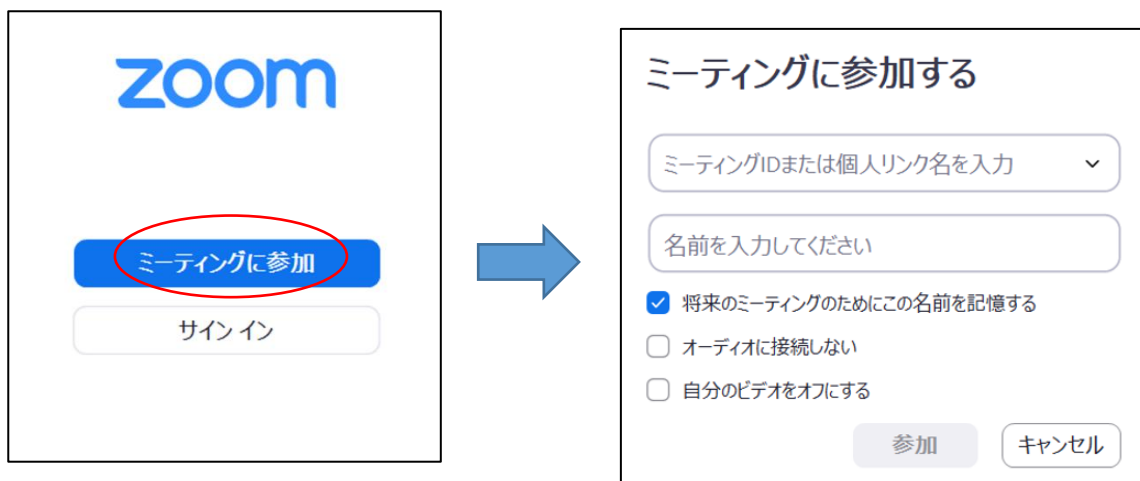 zoom
ミーティングに参加
サイン イン
ミーティングに参加する
ミーティングIDまたは個人リンク名を入力
名前を入力してください
将来のミーティングのためにこの名前を記憶する
オーディオに接続しない
自分のビデオをオフにする
参加
キャンセル